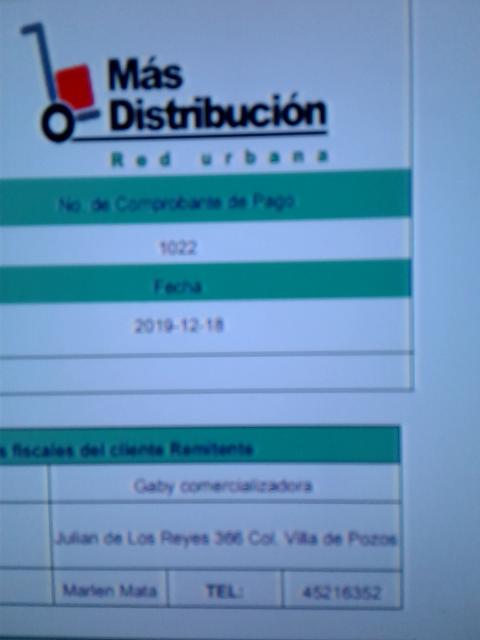 Más
Distribución
Red urbana
No. de Comprobante de Pago
1022
Fecha
2019-12-18
s fiscales del cliente Remitente
Gaby comercializadora
Julian de Los Reyes 366 Col. Villa de Pozos
Marlen Mata TEL: 45216352